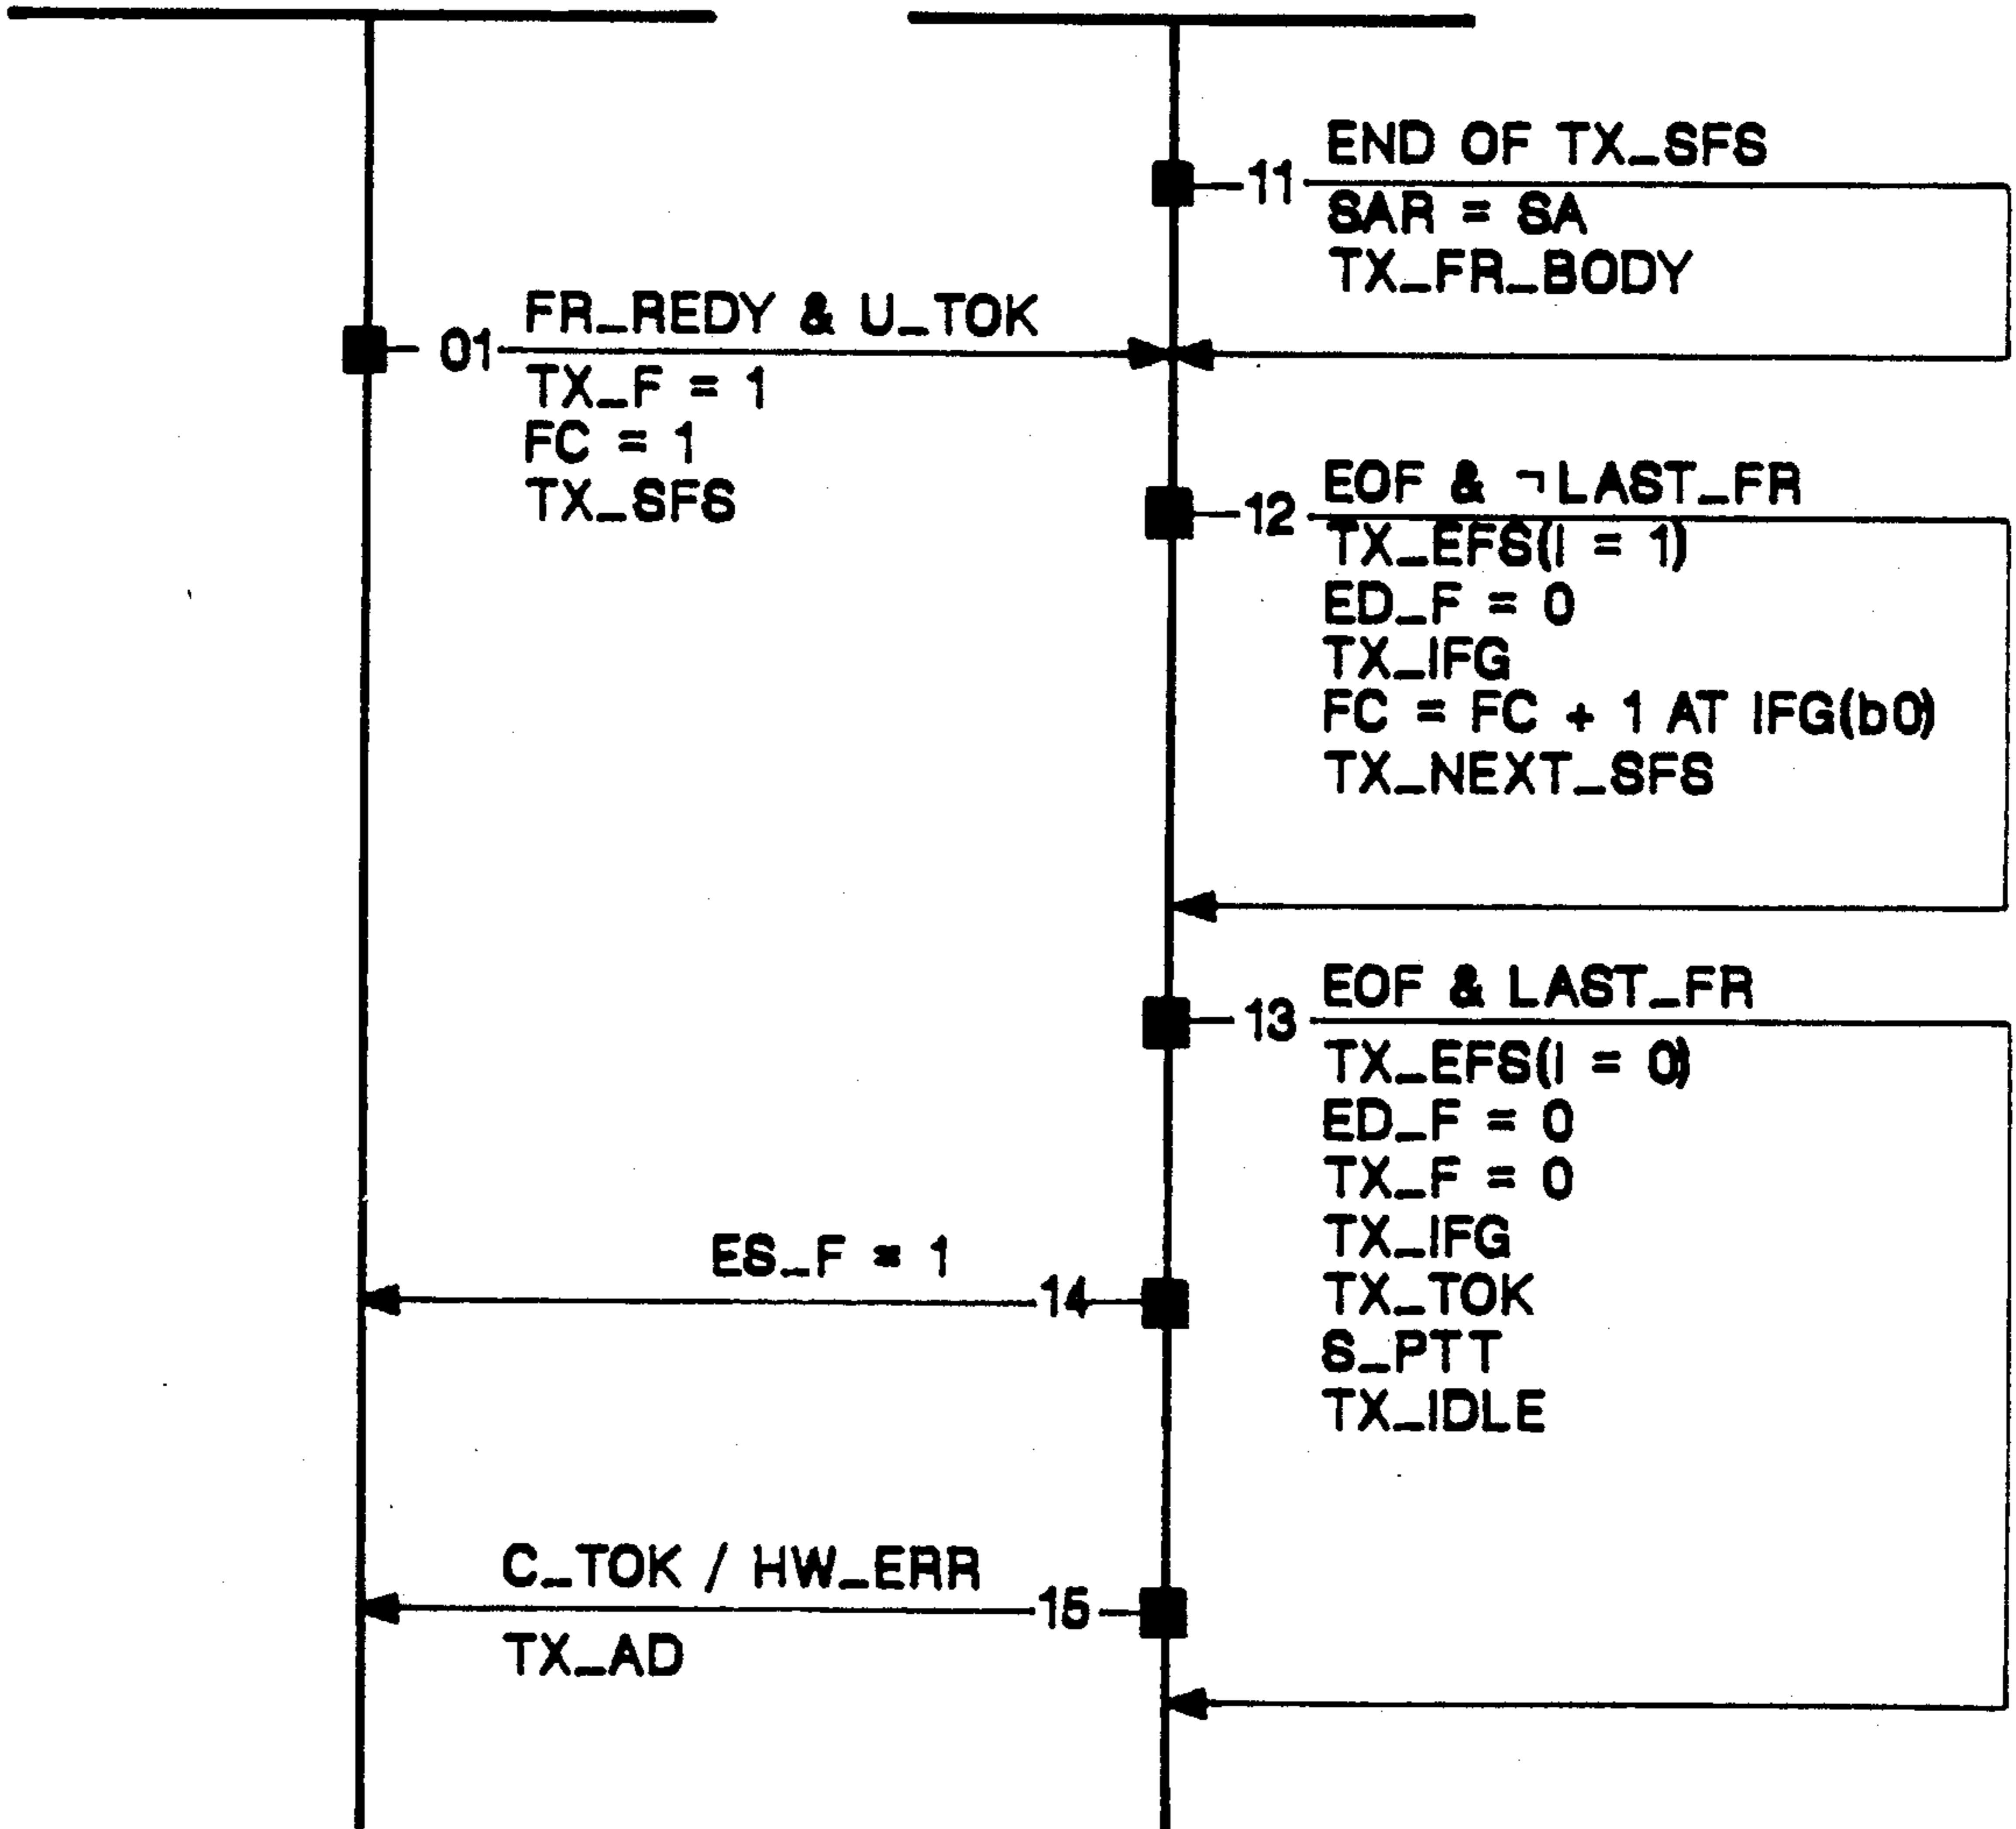 11
END OF TX_SFS
SAR = SA
TX_FR_BODY
01
FR_REDY & U_TOK
TX_F = 1
FC = 1
TX_SFS
12
EOF & ¬LAST_FR
TX_EFS(I = 1)
ED_F = 0
TX_IFG
FC = FC + 1 AT IFG(b0)
TX_NEXT_SFS
13
EOF & LAST_FR
TX_EFS(I = 0)
ED_F = 0
TX_F = 0
TX_IFG
TX_TOK
S_PTT
TX_IDLE
ES_F = 1
14
C_TOK / HW_ERR
15
TX_AD